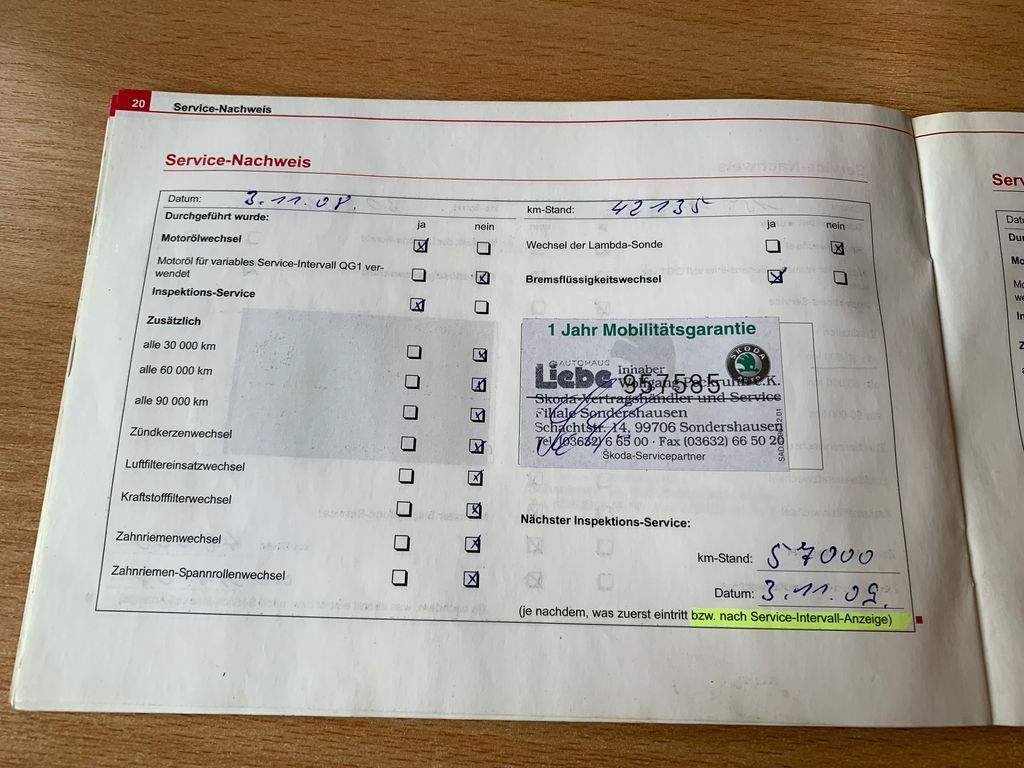 20 Service-Nachweis
Service-Nachweis
Datum: 3.11.08.
km-Stand: 42135
Durchgeführt wurde:
ja nein
ja nein
Motorölwechsel
Wechsel der Lambda-Sonde
Motoröl für variables Service-Intervall QG1 ver-
wendet
Bremsflüssigkeitswechsel
Inspektions-Service
Zusätzlich
alle 30 000 km
alle 60 000 km
alle 90 000 km
Zündkerzenwechsel
Luftfiltereinsatzwechsel
Kraftstofffilterwechsel
Zahnriemenwechsel
Zahnriemen-Spannrollenwechsel
1 Jahr Mobilitätsgarantie
SKODA
AUTOHAUS
Liebe
Inhaber
957585
e.K.
Skoda-Vertragshändler und Service
Filiale Sondershausen
Schachtstr. 14, 99706 Sondershausen
Tel. (03632) 6 65 00 · Fax (03632) 66 50 20
Škoda-Servicepartner
Nächster Inspektions-Service:
km-Stand: 57000
Datum: 3.11.09.
(je nachdem, was zuerst eintritt bzw. nach Service-Intervall-Anzeige)
Serv